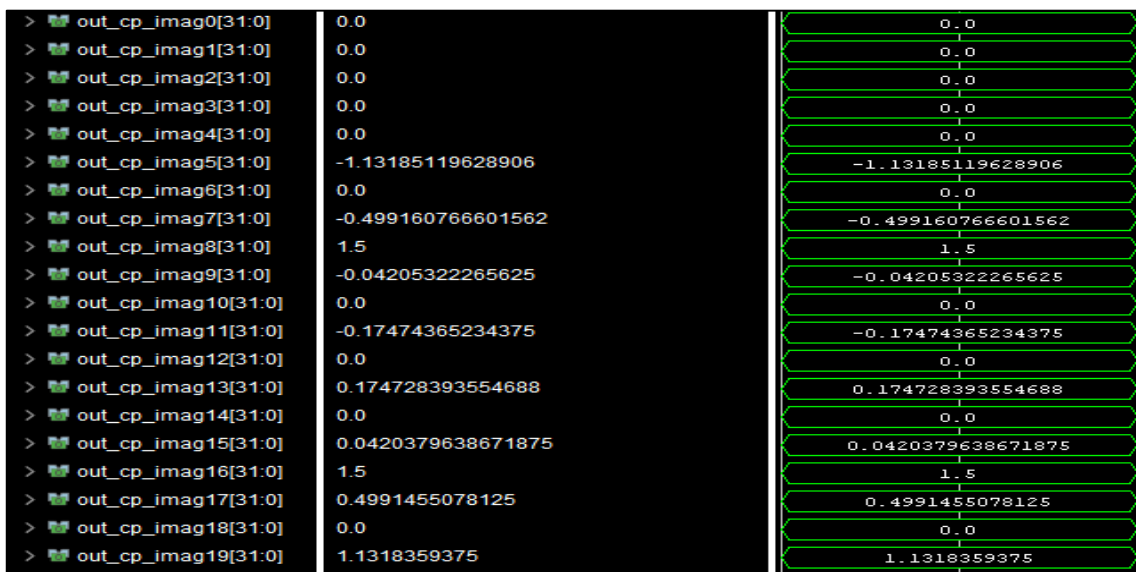 > out_cp_imag0[31:0] 0.0 0.0
> out_cp_imag1[31:0] 0.0 0.0
> out_cp_imag2[31:0] 0.0 0.0
> out_cp_imag3[31:0] 0.0 0.0
> out_cp_imag4[31:0] 0.0 0.0
> out_cp_imag5[31:0] -1.13185119628906 -1.13185119628906
> out_cp_imag6[31:0] 0.0 0.0
> out_cp_imag7[31:0] -0.499160766601562 -0.499160766601562
> out_cp_imag8[31:0] 1.5 1.5
> out_cp_imag9[31:0] -0.04205322265625 -0.04205322265625
> out_cp_imag10[31:0] 0.0 0.0
> out_cp_imag11[31:0] -0.17474365234375 -0.17474365234375
> out_cp_imag12[31:0] 0.0 0.0
> out_cp_imag13[31:0] 0.174728393554688 0.174728393554688
> out_cp_imag14[31:0] 0.0 0.0
> out_cp_imag15[31:0] 0.0420379638671875 0.0420379638671875
> out_cp_imag16[31:0] 1.5 1.5
> out_cp_imag17[31:0] 0.4991455078125 0.4991455078125
> out_cp_imag18[31:0] 0.0 0.0
> out_cp_imag19[31:0] 1.1318359375 1.1318359375